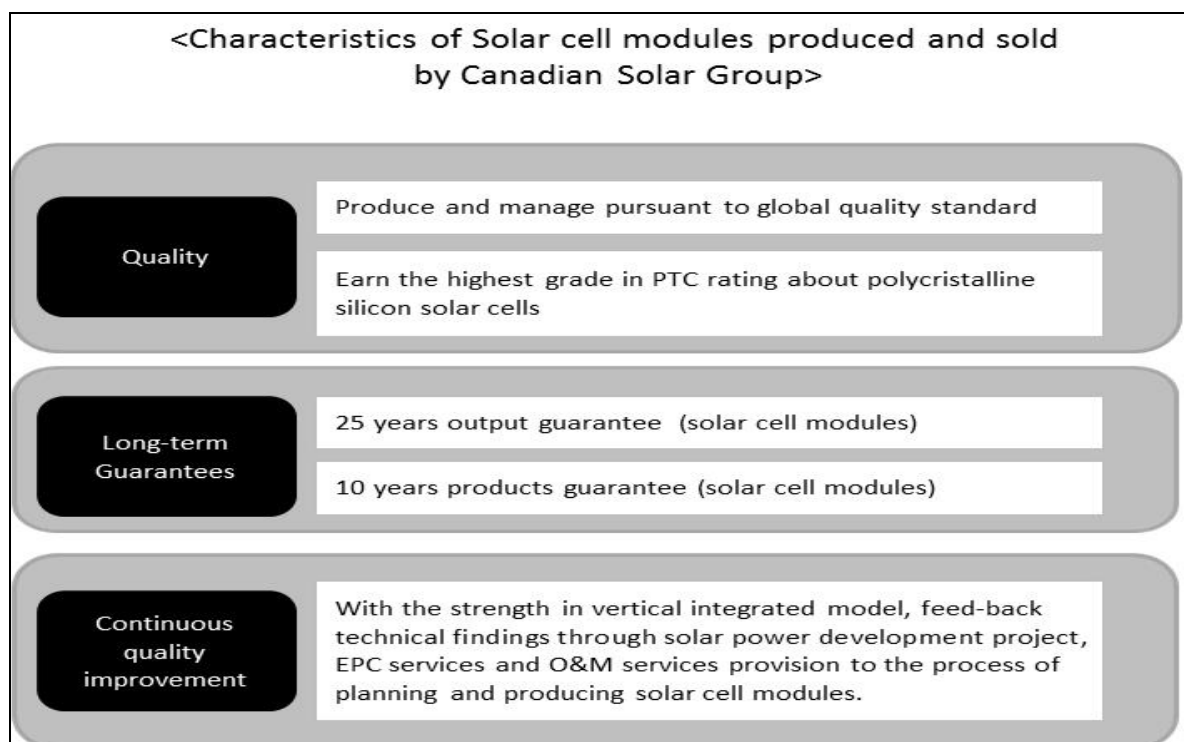 <Characteristics of Solar cell modules produced and sold
by Canadian Solar Group>
Quality
Produce and manage pursuant to global quality standard
Earn the highest grade in PTC rating about polycristalline
silicon solar cells
Long-term
Guarantees
25 years output guarantee (solar cell modules)
10 years products guarantee (solar cell modules)
Continuous
quality
improvement
With the strength in vertical integrated model, feed-back
technical findings through solar power development project,
EPC services and O&M services provision to the process of
planning and producing solar cell modules.